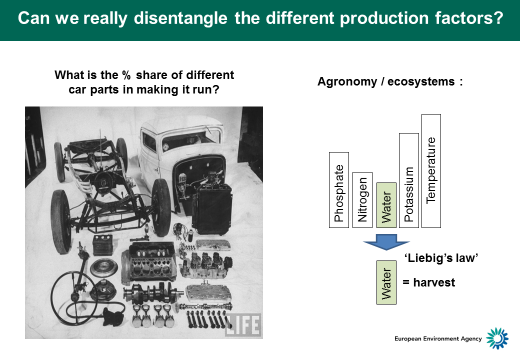 Can we really disentangle the different production factors?
What is the % share of different
car parts in making it run?
LIFE
Agronomy / ecosystems :
Phosphate
Nitrogen
Water
Potassium
Temperature
'Liebig's law'
Water
= harvest
European Environment Agency